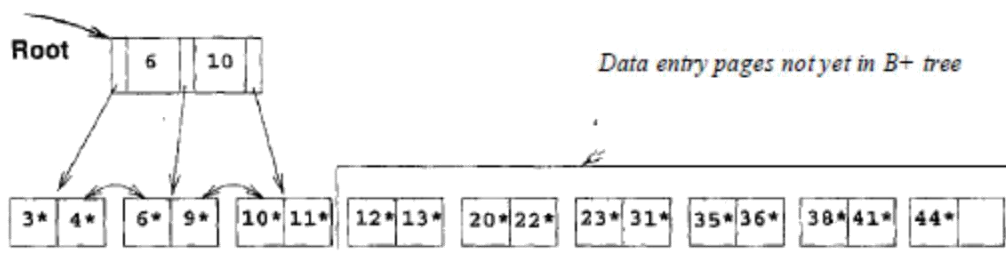 Root
6 10
Data entry pages not yet in B+ tree
3* 4* 6* 9* 10* 11* 12* 13* 20* 22* 23* 31* 35* 36* 38* 41* 44*